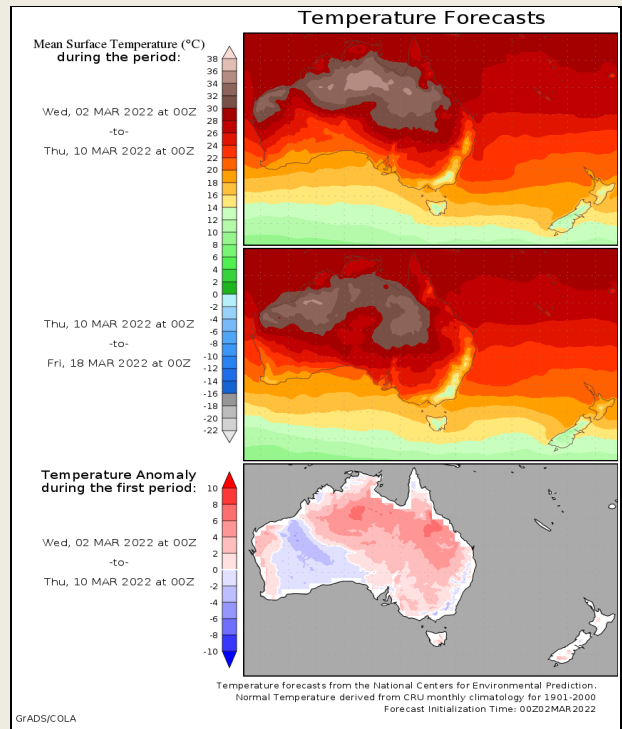 Temperature Forecasts
Mean Surface Temperature (°C)
during the period:
Wed, 02 MAR 2022 at 00Z
-to-
Thu, 10 MAR 2022 at 00Z
38
36
34
32
30
28
26
24
22
20
18
16
14
12
10
8
6
4
2
0
-2
-4
-6
-8
-10
-12
-14
-16
-18
-20
-22
Thu, 10 MAR 2022 at 00Z
-to-
Fri, 18 MAR 2022 at 00Z
Temperature Anomaly
during the first period:
Wed, 02 MAR 2022 at 00Z
-to-
Thu, 10 MAR 2022 at 00Z
10
8
6
4
2
0
-2
-4
-6
-8
-10
Temperature forecasts from the National Centers for Environmental Prediction.
Normal Temperature derived from CRU monthly climatology for 1901-2000
Forecast Initialization Time: 00Z02MAR2022
GrADS/COLA